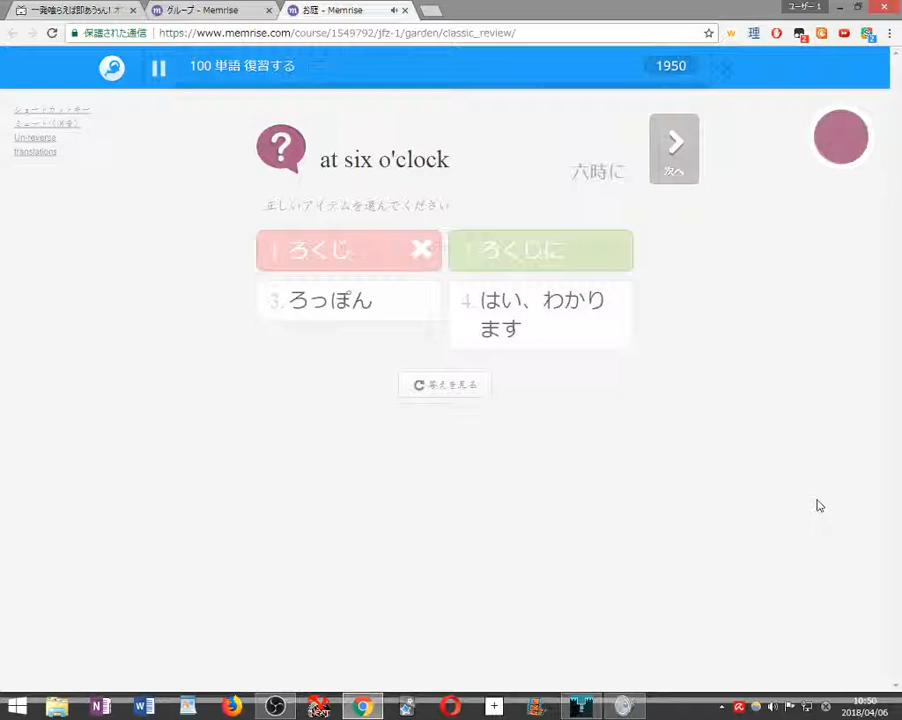 一発喰らえば即あうぅん! オ
グループ - Memrise
お庭 - Memrise
ユーザー 1
保護された通信
https://www.memrise.com/course/1549792/jfz-1/garden/classic_review/
100 単語 復習する
1950
ショートカットキー
Un-reverse
translations
at six o'clock
六時に
次へ
正しいアイテムを選んでください
1. ろくじ
ろくじに
3. ろっぽん
4. はい、わかり
ます
答えを見る
10:50
2018/04/06